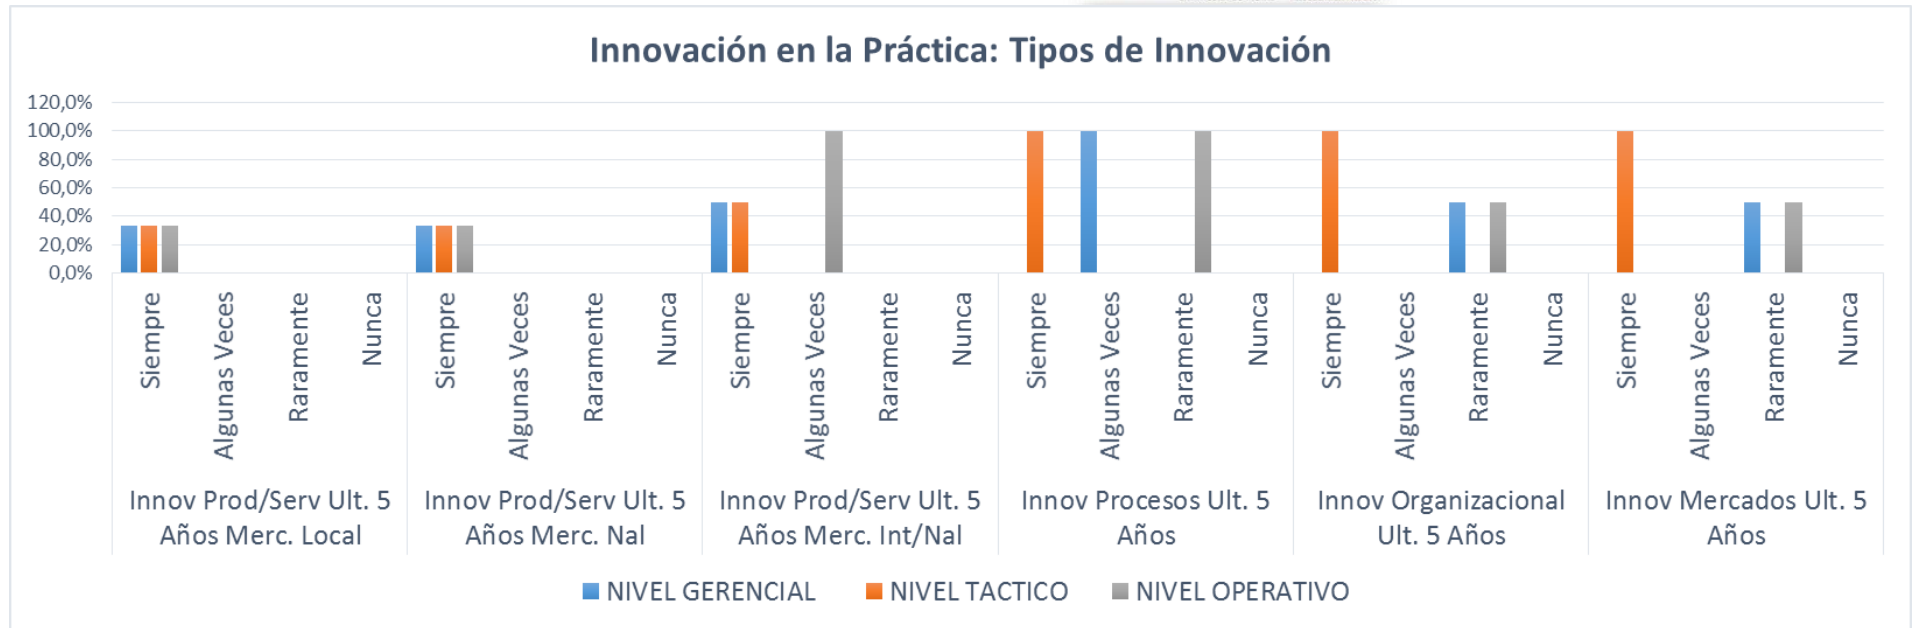 Innovación en la Práctica: Tipos de Innovación
120,0%
100,0%
80,0%
60,0%
40,0%
20,0%
0,0%
Siempre
Algunas Veces
Raramente
Nunca
Siempre
Algunas Veces
Raramente
Nunca
Siempre
Algunas Veces
Raramente
Nunca
Siempre
Algunas Veces
Raramente
Nunca
Siempre
Algunas Veces
Raramente
Nunca
Siempre
Algunas Veces
Raramente
Nunca
Innov Prod/Serv Ult. 5
Años Merc. Local
Innov Prod/Serv Ult. 5
Años Merc. Nal
Innov Prod/Serv Ult. 5
Años Merc. Int/Nal
Innov Procesos Ult. 5
Años
Innov Organizacional
Ult. 5 Años
Innov Mercados Ult. 5
Años
NIVEL GERENCIAL
NIVEL TACTICO
NIVEL OPERATIVO